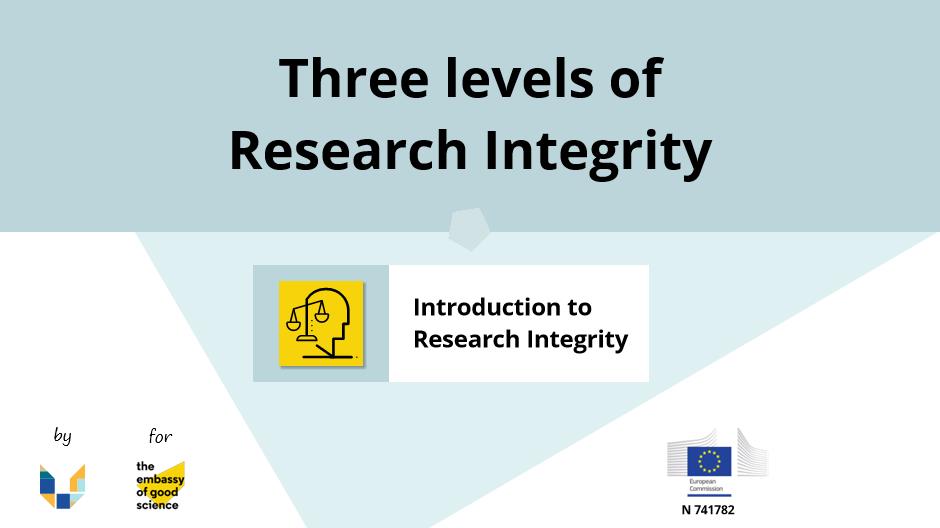 Three levels of
Research Integrity
Introduction to
Research Integrity
by
for
the
embassy
of good
science
European
Commission
N 741782